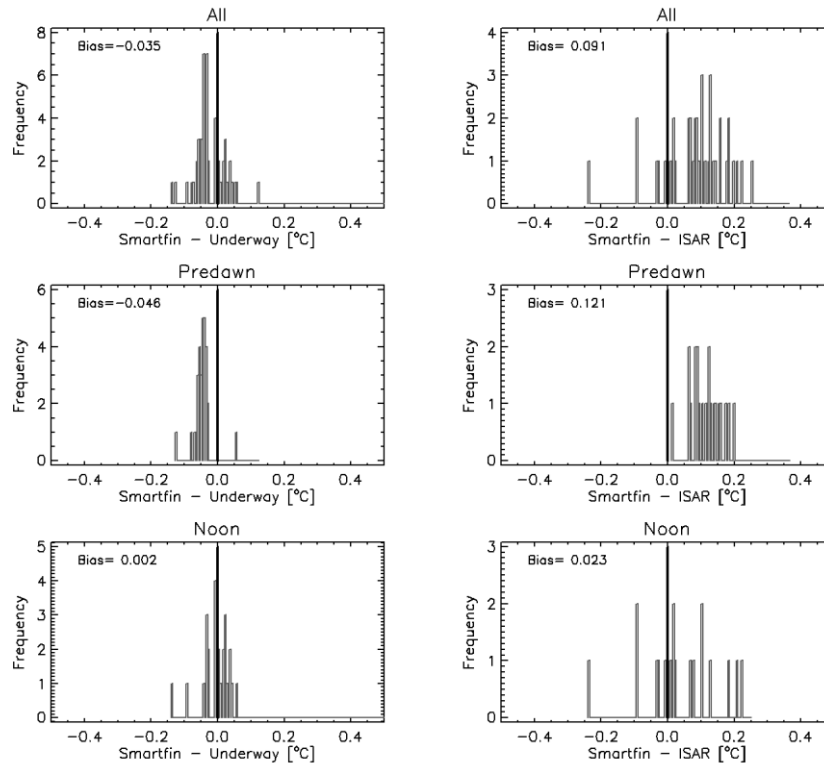 All
Bias=-0.035
Frequency
8
6
4
2
0
-0.4 -0.2 0.0 0.2 0.4
Smartfin - Underway [°C]
All
Bias= 0.091
Frequency
4
3
2
1
0
-0.4 -0.2 0.0 0.2 0.4
Smartfin - ISAR [°C]
Predawn
Bias=-0.046
Frequency
6
4
2
0
-0.4 -0.2 0.0 0.2 0.4
Smartfin - Underway [°C]
Predawn
Bias= 0.121
Frequency
3
2
1
0
-0.4 -0.2 0.0 0.2 0.4
Smartfin - ISAR [°C]
Noon
Bias= 0.002
Frequency
5
4
3
2
1
0
-0.4 -0.2 0.0 0.2 0.4
Smartfin - Underway [°C]
Noon
Bias= 0.023
Frequency
3
2
1
0
-0.4 -0.2 0.0 0.2 0.4
Smartfin - ISAR [°C]